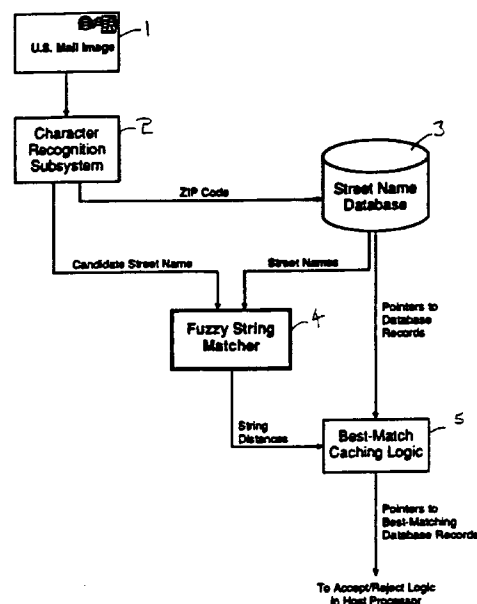 1
U.S. Mail Image
2
Character
Recognition
Subsystem
3
Street Name
Database
ZIP Code
Candidate Street Name
Street Names
Pointers to
Database
Records
4
Fuzzy String
Matcher
String
Distances
5
Best-Match
Caching Logic
Pointers to
Best-Matching
Database Records
To Accept/Reject Logic
in Host Processor